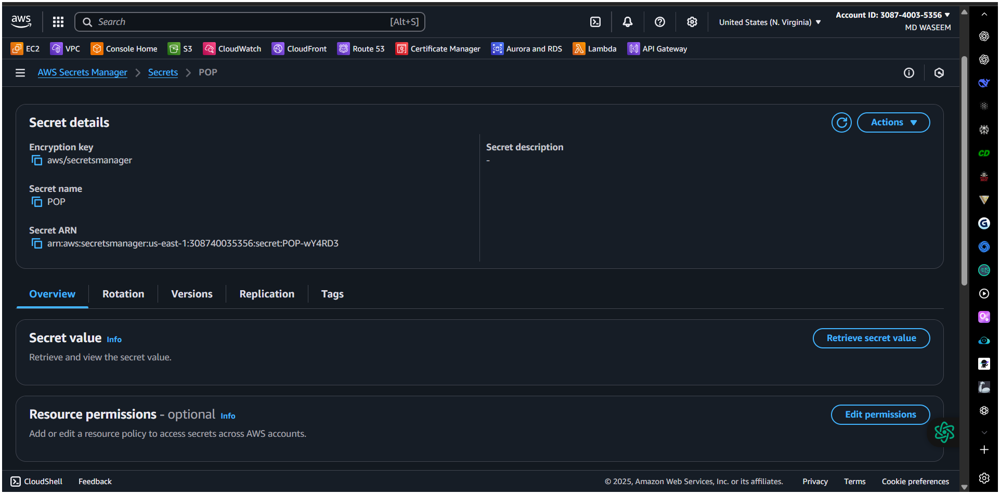 aws
Search [Alt+S]
United States (N. Virginia)
Account ID: 3087-4003-5356
MD WASEEM
EC2 VPC Console Home S3 CloudWatch CloudFront Route 53 Certificate Manager Aurora and RDS Lambda API Gateway
AWS Secrets Manager Secrets POP
Secret details
Actions
Encryption key
aws/secretsmanager
Secret description
-
Secret name
POP
Secret ARN
arn:aws:secretsmanager:us-east-1:308740035356:secret:POP-wY4RD3
Overview Rotation Versions Replication Tags
Secret value Info
Retrieve secret value
Retrieve and view the secret value.
Resource permissions - optional Info
Edit permissions
Add or edit a resource policy to access secrets across AWS accounts.
CloudShell Feedback
© 2025, Amazon Web Services, Inc. or its affiliates. Privacy Terms Cookie preferences
CD